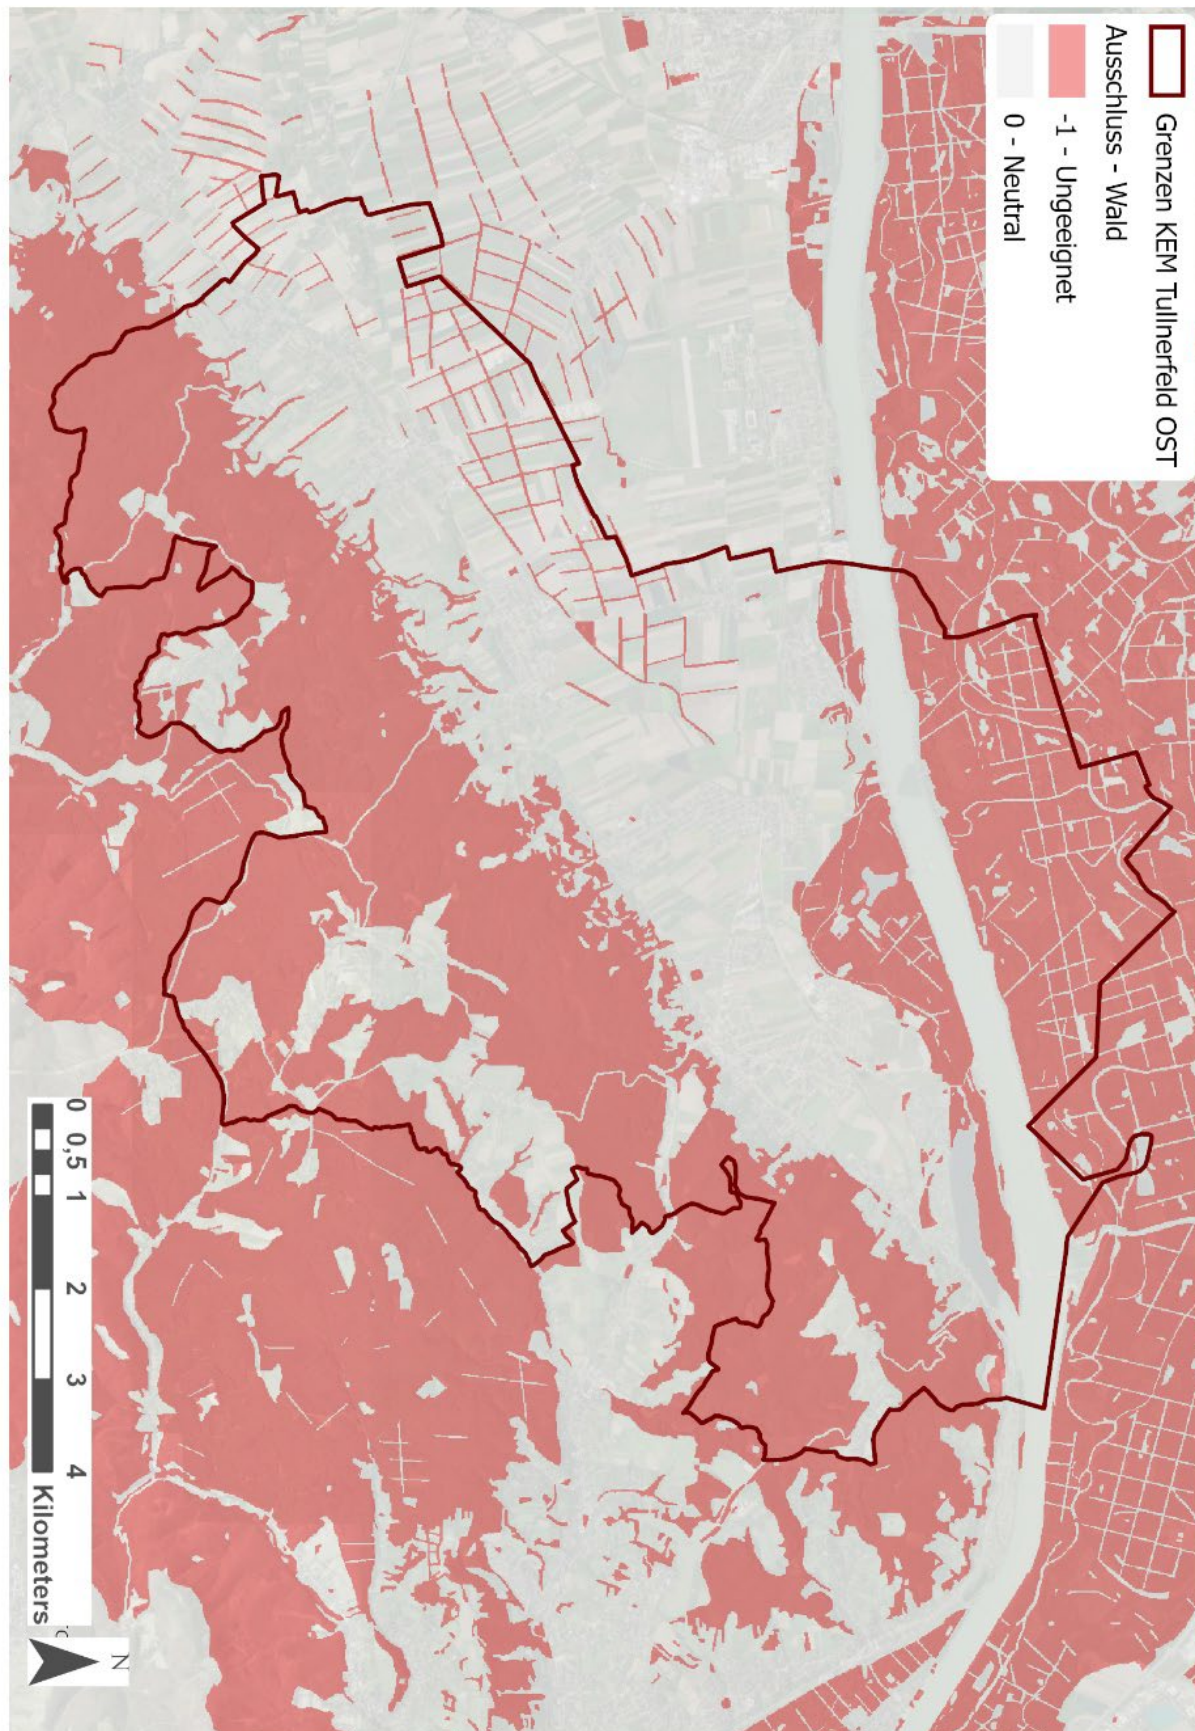 Grenzen KEM Tullnerfeld OST
Ausschluss - Wald
-1 - Ungeeignet
0 - Neutral
0 0,5 1 2 3 4
Kilometers
N